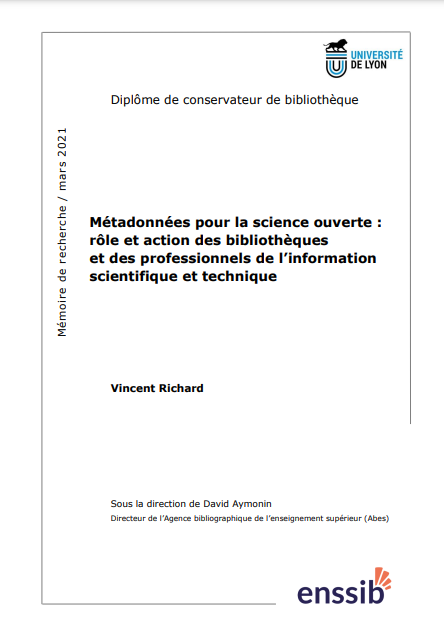 UNIVERSITÉ
DE LYON
Diplôme de conservateur de bibliothèque
Mémoire de recherche / mars 2021
Métadonnées pour la science ouverte :
rôle et action des bibliothèques
et des professionnels de l’information
scientifique et technique
Vincent Richard
Sous la direction de David Aymonin
Directeur de l’Agence bibliographique de l’enseignement supérieur (Abes)
enssib